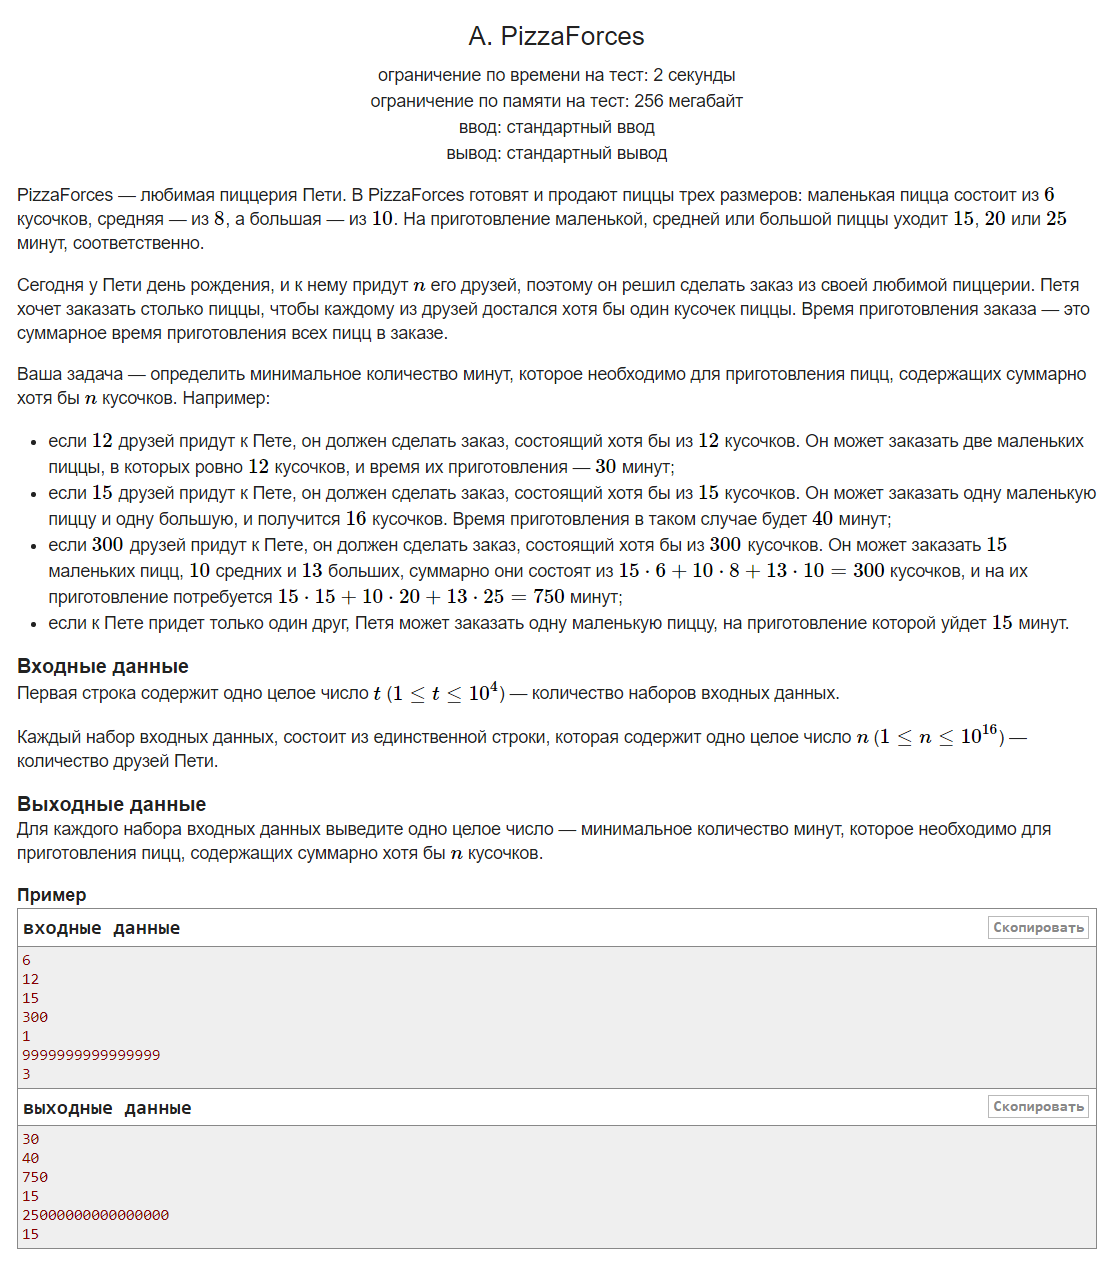 A. PizzaForces
ограничение по времени на тест: 2 секунды
ограничение по памяти на тест: 256 мегабайт
ввод: стандартный ввод
вывод: стандартный вывод
PizzaForces — любимая пиццерия Пети. В PizzaForces готовят и продают пиццы трех размеров: маленькая пицца состоит из 6
кусочков, средняя — из 8, а большая — из 10. На приготовление маленькой, средней или большой пиццы уходит 15, 20 или 25
минут, соответственно.
Сегодня у Пети день рождения, и к нему придут n его друзей, поэтому он решил сделать заказ из своей любимой пиццерии. Петя
хочет заказать столько пиццы, чтобы каждому из друзей достался хотя бы один кусочек пиццы. Время приготовления заказа — это
суммарное время приготовления всех пицц в заказе.
Ваша задача — определить минимальное количество минут, которое необходимо для приготовления пицц, содержащих суммарно
хотя бы n кусочков. Например:
• если 12 друзей придут к Пете, он должен сделать заказ, состоящий хотя бы из 12 кусочков. Он может заказать две маленьких
пиццы, в которых ровно 12 кусочков, и время их приготовления — 30 минут;
• если 15 друзей придут к Пете, он должен сделать заказ, состоящий хотя бы из 15 кусочков. Он может заказать одну маленькую
пиццу и одну большую, и получится 16 кусочков. Время приготовления в таком случае будет 40 минут;
• если 300 друзей придут к Пете, он должен сделать заказ, состоящий хотя бы из 300 кусочков. Он может заказать 15
маленьких пицц, 10 средних и 13 больших, суммарно они состоят из 15 · 6 + 10 · 8 + 13 · 10 = 300 кусочков, и на их
приготовление потребуется 15 · 15 + 10 · 20 + 13 · 25 = 750 минут;
• если к Пете придет только один друг, Петя может заказать одну маленькую пиццу, на приготовление которой уйдет 15 минут.
Входные данные
Первая строка содержит одно целое число t (1 ≤ t ≤ 10⁴) — количество наборов входных данных.
Каждый набор входных данных, состоит из единственной строки, которая содержит одно целое число n (1 ≤ n ≤ 10¹⁶) —
количество друзей Пети.
Выходные данные
Для каждого набора входных данных выведите одно целое число — минимальное количество минут, которое необходимо для
приготовления пицц, содержащих суммарно хотя бы n кусочков.
Пример
входные данные Скопировать
6
12
15
300
1
9999999999999999
3
выходные данные Скопировать
30
40
750
15
25000000000000000
15